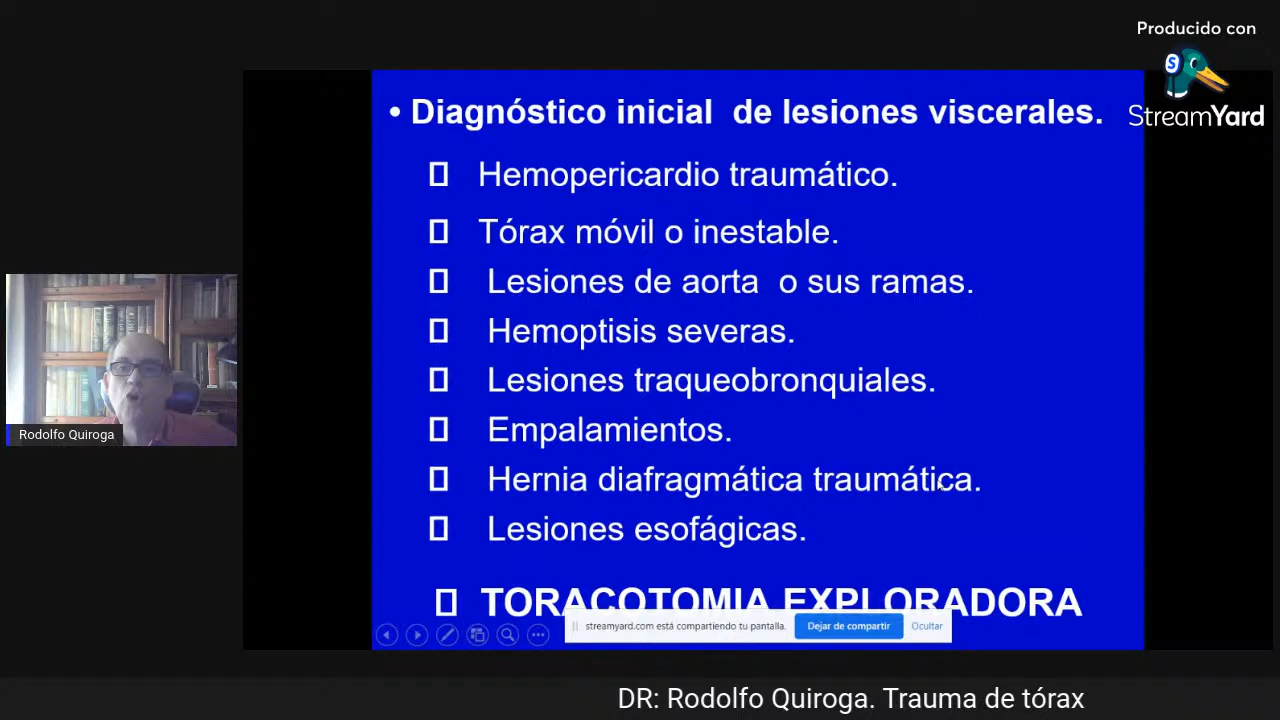 Producido con
StreamYard
• Diagnóstico inicial de lesiones viscerales.
Hemopericardio traumático.
Tórax móvil o inestable.
Lesiones de aorta o sus ramas.
Hemoptisis severas.
Lesiones traqueobronquiales.
Empalamientos.
Hernia diafragmática traumática.
Lesiones esofágicas.
TORACOTOMIA EXPLORADORA
streamyard.com está compartiendo tu pantalla.
Dejar de compartir
Ocultar
Rodolfo Quiroga
DR: Rodolfo Quiroga. Trauma de tórax